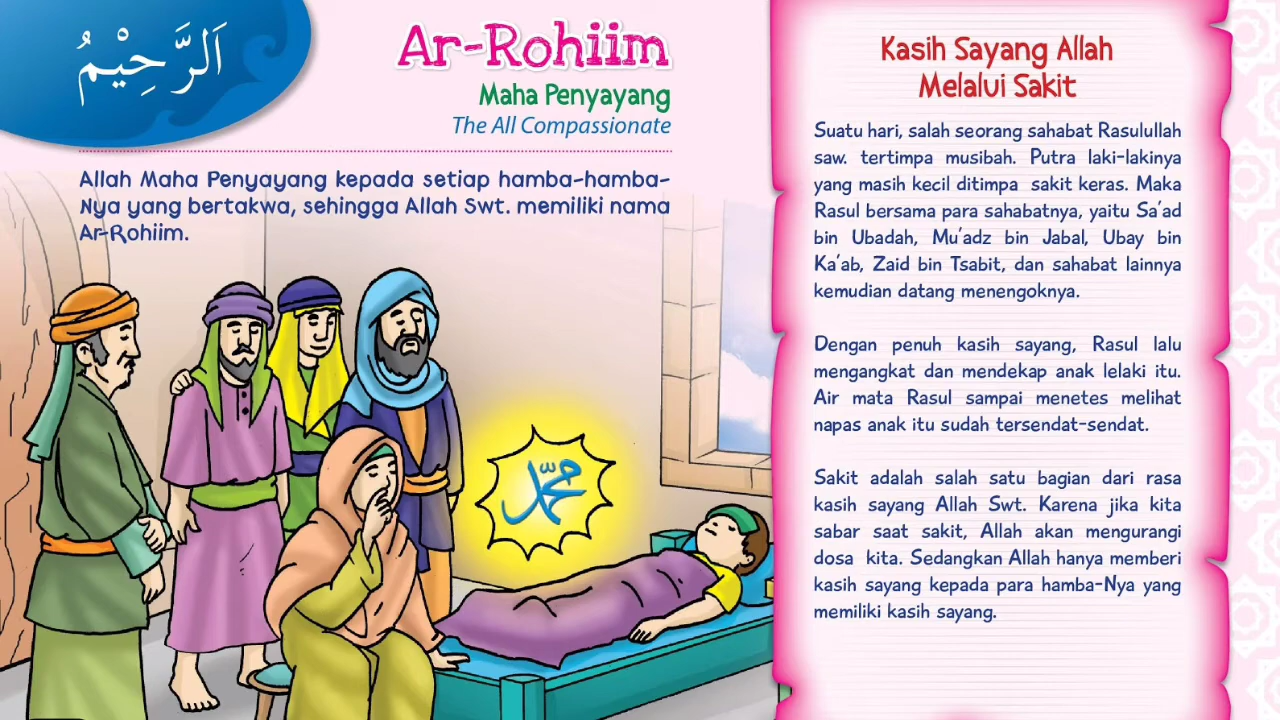 اَلرَّحِيْمُ
Ar-Rohiim
Maha Penyayang
The All Compassionate
Allah Maha Penyayang kepada setiap hamba-hamba-
Nya yang bertakwa, sehingga Allah Swt. memiliki nama
Ar-Rohiim.
محمد
Kasih Sayang Allah
Melalui Sakit
Suatu hari, salah seorang sahabat Rasulullah
saw. tertimpa musibah. Putra laki-lakinya
yang masih kecil ditimpa sakit keras. Maka
Rasul bersama para sahabatnya, yaitu Sa'ad
bin Ubadah, Mu'adz bin Jabal, Ubay bin
Ka'ab, Zaid bin Tsabit, dan sahabat lainnya
kemudian datang menengoknya.
Dengan penuh kasih sayang, Rasul lalu
mengangkat dan mendekap anak lelaki itu.
Air mata Rasul sampai menetes melihat
napas anak itu sudah tersendat-sendat.
Sakit adalah salah satu bagian dari rasa
kasih sayang Allah Swt. Karena jika kita
sabar saat sakit, Allah akan mengurangi
dosa kita. Sedangkan Allah hanya memberi
kasih sayang kepada para hamba-Nya yang
memiliki kasih sayang.